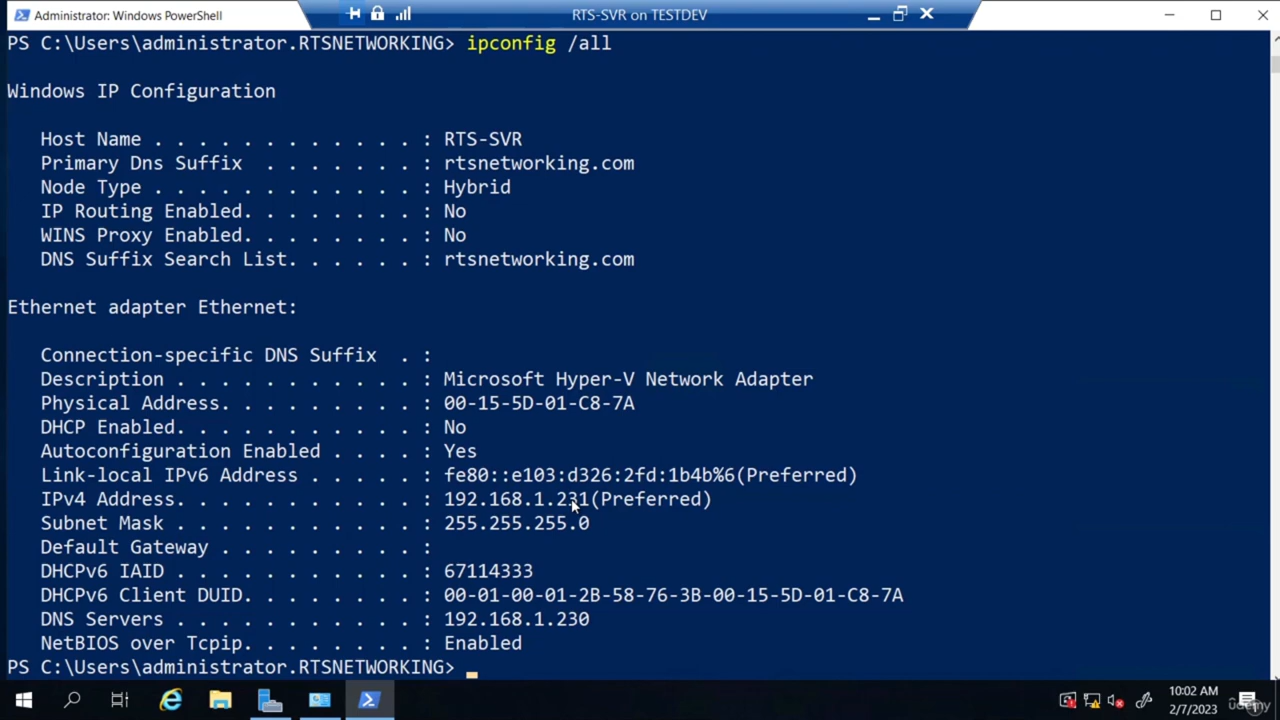 Administrator: Windows PowerShell
RTS-SVR on TESTDEV
PS C:\Users\administrator.RTSNETWORKING> ipconfig /all
Windows IP Configuration
Host Name . . . . . . . . . . . . : RTS-SVR
Primary Dns Suffix  . . . . . . . : rtsnetworking.com
Node Type . . . . . . . . . . . . : Hybrid
IP Routing Enabled. . . . . . . . : No
WINS Proxy Enabled. . . . . . . . : No
DNS Suffix Search List. . . . . . : rtsnetworking.com
Ethernet adapter Ethernet:
Connection-specific DNS Suffix  . :
Description . . . . . . . . . . . : Microsoft Hyper-V Network Adapter
Physical Address. . . . . . . . . : 00-15-5D-01-C8-7A
DHCP Enabled. . . . . . . . . . . : No
Autoconfiguration Enabled . . . . : Yes
Link-local IPv6 Address . . . . . : fe80::e103:d326:2fd:1b4b%6(Preferred)
IPv4 Address. . . . . . . . . . . : 192.168.1.231(Preferred)
Subnet Mask . . . . . . . . . . . : 255.255.255.0
Default Gateway . . . . . . . . . :
DHCPv6 IAID . . . . . . . . . . . : 67114333
DHCPv6 Client DUID. . . . . . . . : 00-01-00-01-2B-58-76-3B-00-15-5D-01-C8-7A
DNS Servers . . . . . . . . . . . : 192.168.1.230
NetBIOS over Tcpip. . . . . . . . : Enabled
PS C:\Users\administrator.RTSNETWORKING>
10:02 AM
2/7/2023
udemy